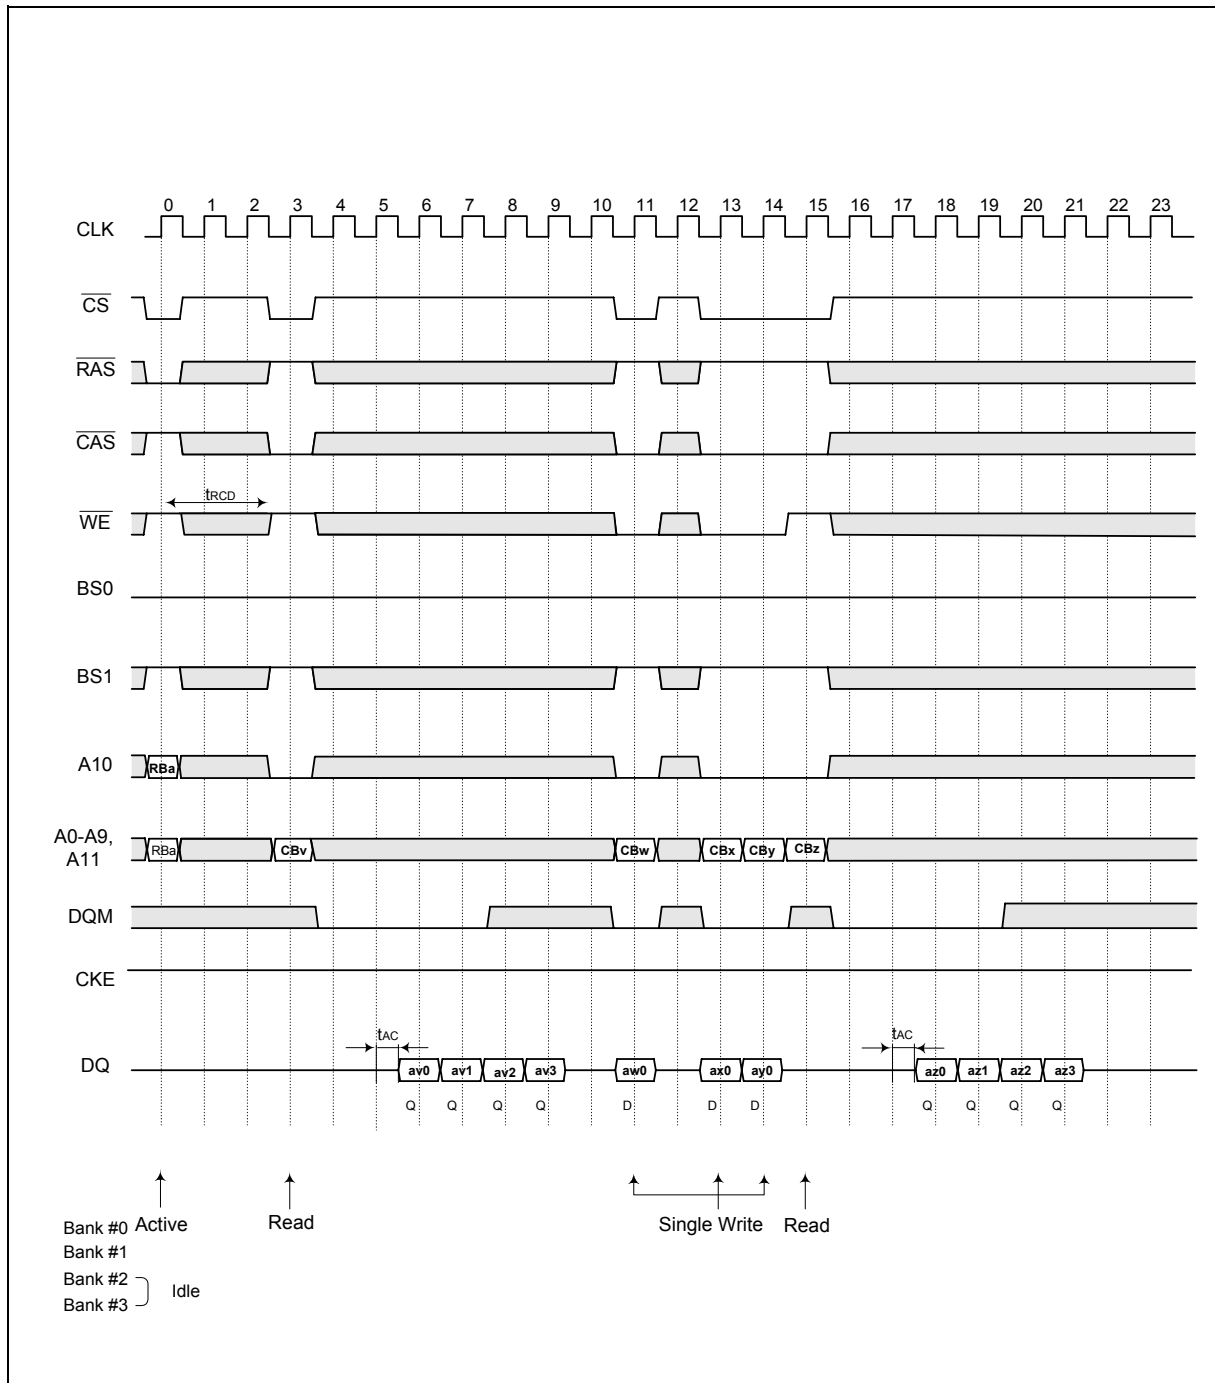 0 1 2 3 4 5 6 7 8 9 10 11 12 13 14 15 16 17 18 19 20 21 22 23
CLK
CS
RAS
CAS
tRCD
WE
BS0
BS1
A10 RBa
A0-A9,
A11
RBa CBv CBw CBx CBy CBz
DQM
CKE
tAC tAC
DQ av0 av1 av2 av3 aw0 ax0 ay0 az0 az1 az2 az3
Q Q Q Q D D D Q Q Q Q
Bank #0 Active Read Single Write Read
Bank #1
Bank #2
Idle
Bank #3